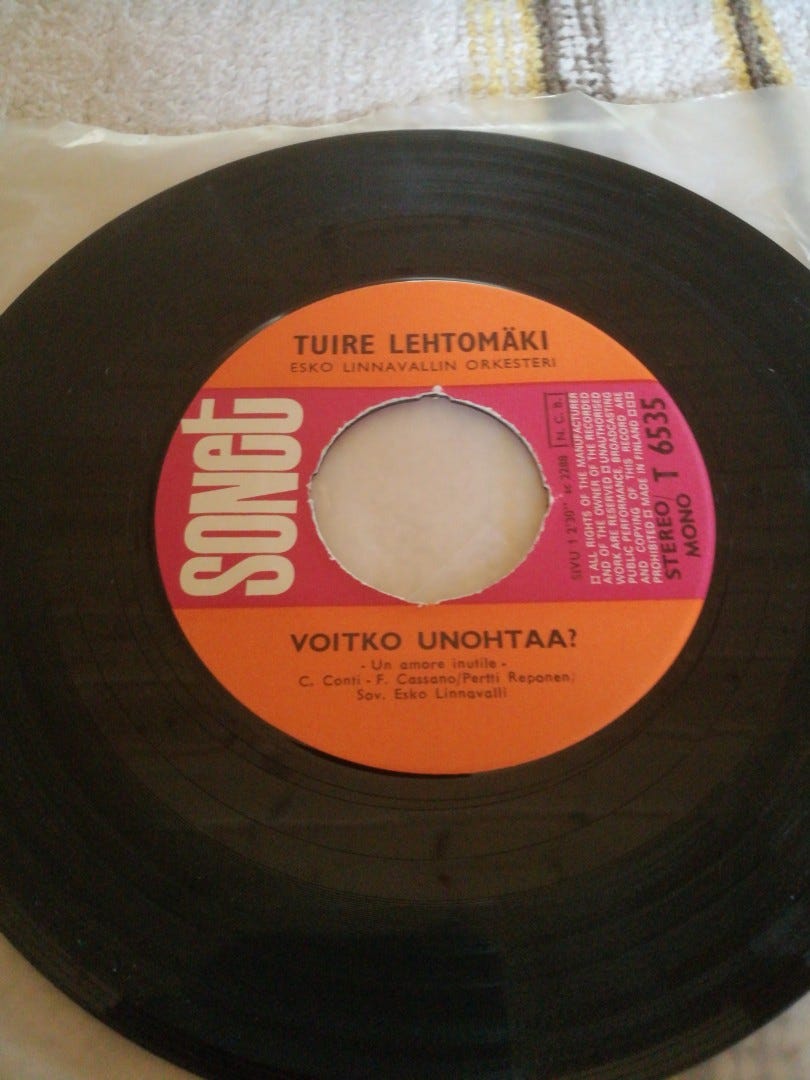 TUIRE LEHTOMÄKI
ESKO LINNAVALLIN ORKESTERI
SONET
SIVU 1 2'30" sc 2288
N. C. B.
□ ALL RIGHTS OF THE MANUFACTURER
AND OF THE OWNER OF THE RECORDED
WORK ARE RESERVED □ UNAUTHORISED
PUBLIC PERFORMANCE, BROADCASTING
AND COPYING OF THIS RECORD ARE
PROHIBITED □ MADE IN FINLAND □ □ □
STEREO/ T 6535
MONO
VOITKO UNOHTAA?
- Un amore inutile -
C. Conti - F. Cassano/Pertti Reponen/
Sov. Esko Linnavalli